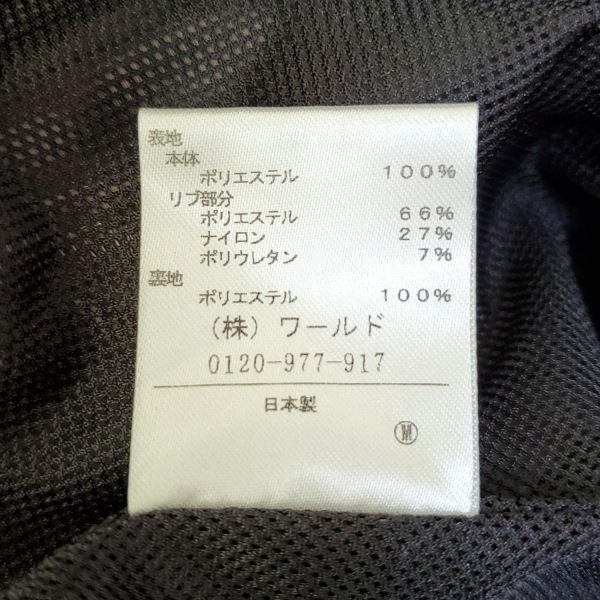 表地
本体
ポリエステル 100%
リブ部分
ポリエステル 66%
ナイロン 27%
ポリウレタン 7%
裏地
ポリエステル 100%
(株) ワールド
0120-977-917
日本製
Ⓜ